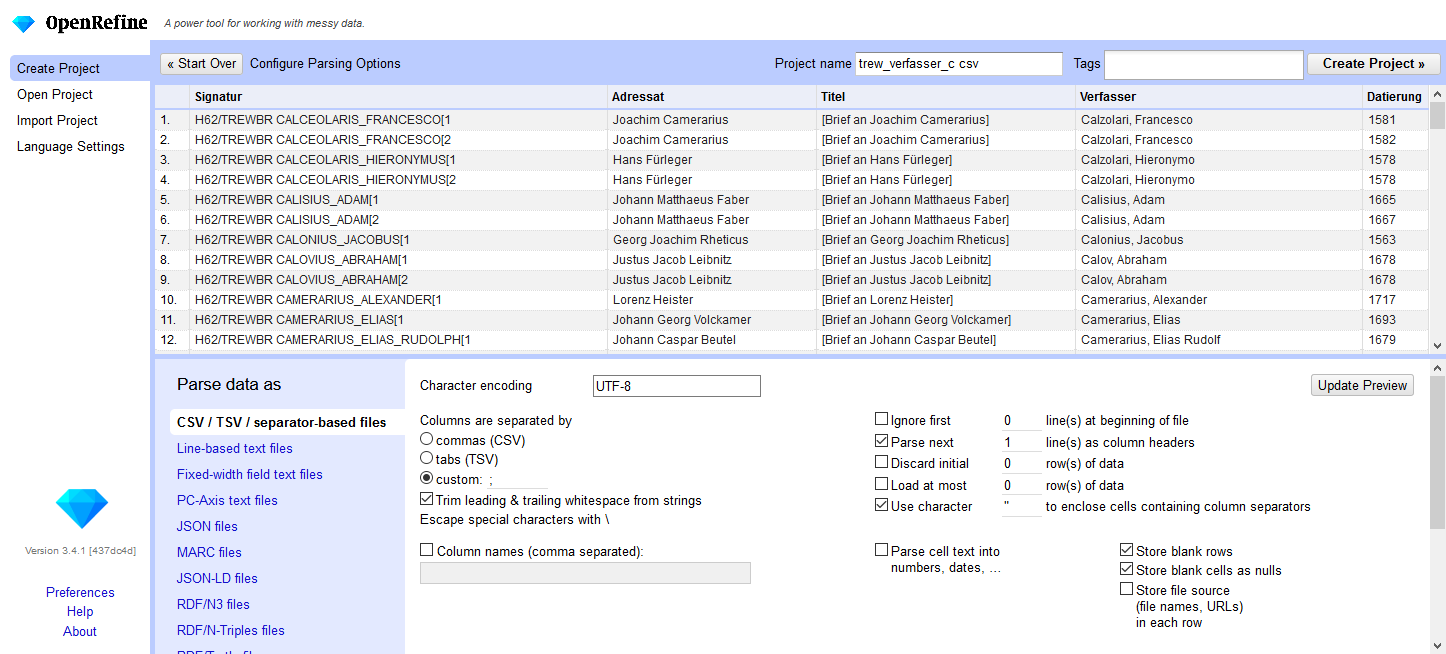 OpenRefine A power tool for working with messy data.
Create Project
Open Project
Import Project
Language Settings
« Start Over Configure Parsing Options Project name trew_verfasser_c csv Tags Create Project »
Signatur Adressat Titel Verfasser Datierung
1. H62/TREWBR CALCEOLARIS_FRANCESCO[1 Joachim Camerarius [Brief an Joachim Camerarius] Calzolari, Francesco 1581
2. H62/TREWBR CALCEOLARIS_FRANCESCO[2 Joachim Camerarius [Brief an Joachim Camerarius] Calzolari, Francesco 1582
3. H62/TREWBR CALCEOLARIS_HIERONYMUS[1 Hans Fürleger [Brief an Hans Fürleger] Calzolari, Hieronymo 1578
4. H62/TREWBR CALCEOLARIS_HIERONYMUS[2 Hans Fürleger [Brief an Hans Fürleger] Calzolari, Hieronymo 1578
5. H62/TREWBR CALISIUS_ADAM[1 Johann Matthaeus Faber [Brief an Johann Matthaeus Faber] Calisius, Adam 1665
6. H62/TREWBR CALISIUS_ADAM[2 Johann Matthaeus Faber [Brief an Johann Matthaeus Faber] Calisius, Adam 1667
7. H62/TREWBR CALONIUS_JACOBUS[1 Georg Joachim Rheticus [Brief an Georg Joachim Rheticus] Calonius, Jacobus 1563
8. H62/TREWBR CALOVIUS_ABRAHAM[1 Justus Jacob Leibnitz [Brief an Justus Jacob Leibnitz] Calov, Abraham 1678
9. H62/TREWBR CALOVIUS_ABRAHAM[2 Justus Jacob Leibnitz [Brief an Justus Jacob Leibnitz] Calov, Abraham 1678
10. H62/TREWBR CAMERARIUS_ALEXANDER[1 Lorenz Heister [Brief an Lorenz Heister] Camerarius, Alexander 1717
11. H62/TREWBR CAMERARIUS_ELIAS[1 Johann Georg Volckamer [Brief an Johann Georg Volckamer] Camerarius, Elias 1693
12. H62/TREWBR CAMERARIUS_ELIAS_RUDOLPH[1 Johann Caspar Beutel [Brief an Johann Caspar Beutel] Camerarius, Elias Rudolf 1679
Parse data as
CSV / TSV / separator-based files
Line-based text files
Fixed-width field text files
PC-Axis text files
JSON files
MARC files
JSON-LD files
RDF/N3 files
RDF/N-Triples files
Character encoding UTF-8 Update Preview
Columns are separated by
commas (CSV)
tabs (TSV)
custom: ;
Trim leading & trailing whitespace from strings
Escape special characters with \
Column names (comma separated):
Ignore first 0 line(s) at beginning of file
Parse next 1 line(s) as column headers
Discard initial 0 row(s) of data
Load at most 0 row(s) of data
Use character " to enclose cells containing column separators
Parse cell text into
numbers, dates, ...
Store blank rows
Store blank cells as nulls
Store file source
(file names, URLs)
in each row
Version 3.4.1 [437dc4d]
Preferences
Help
About